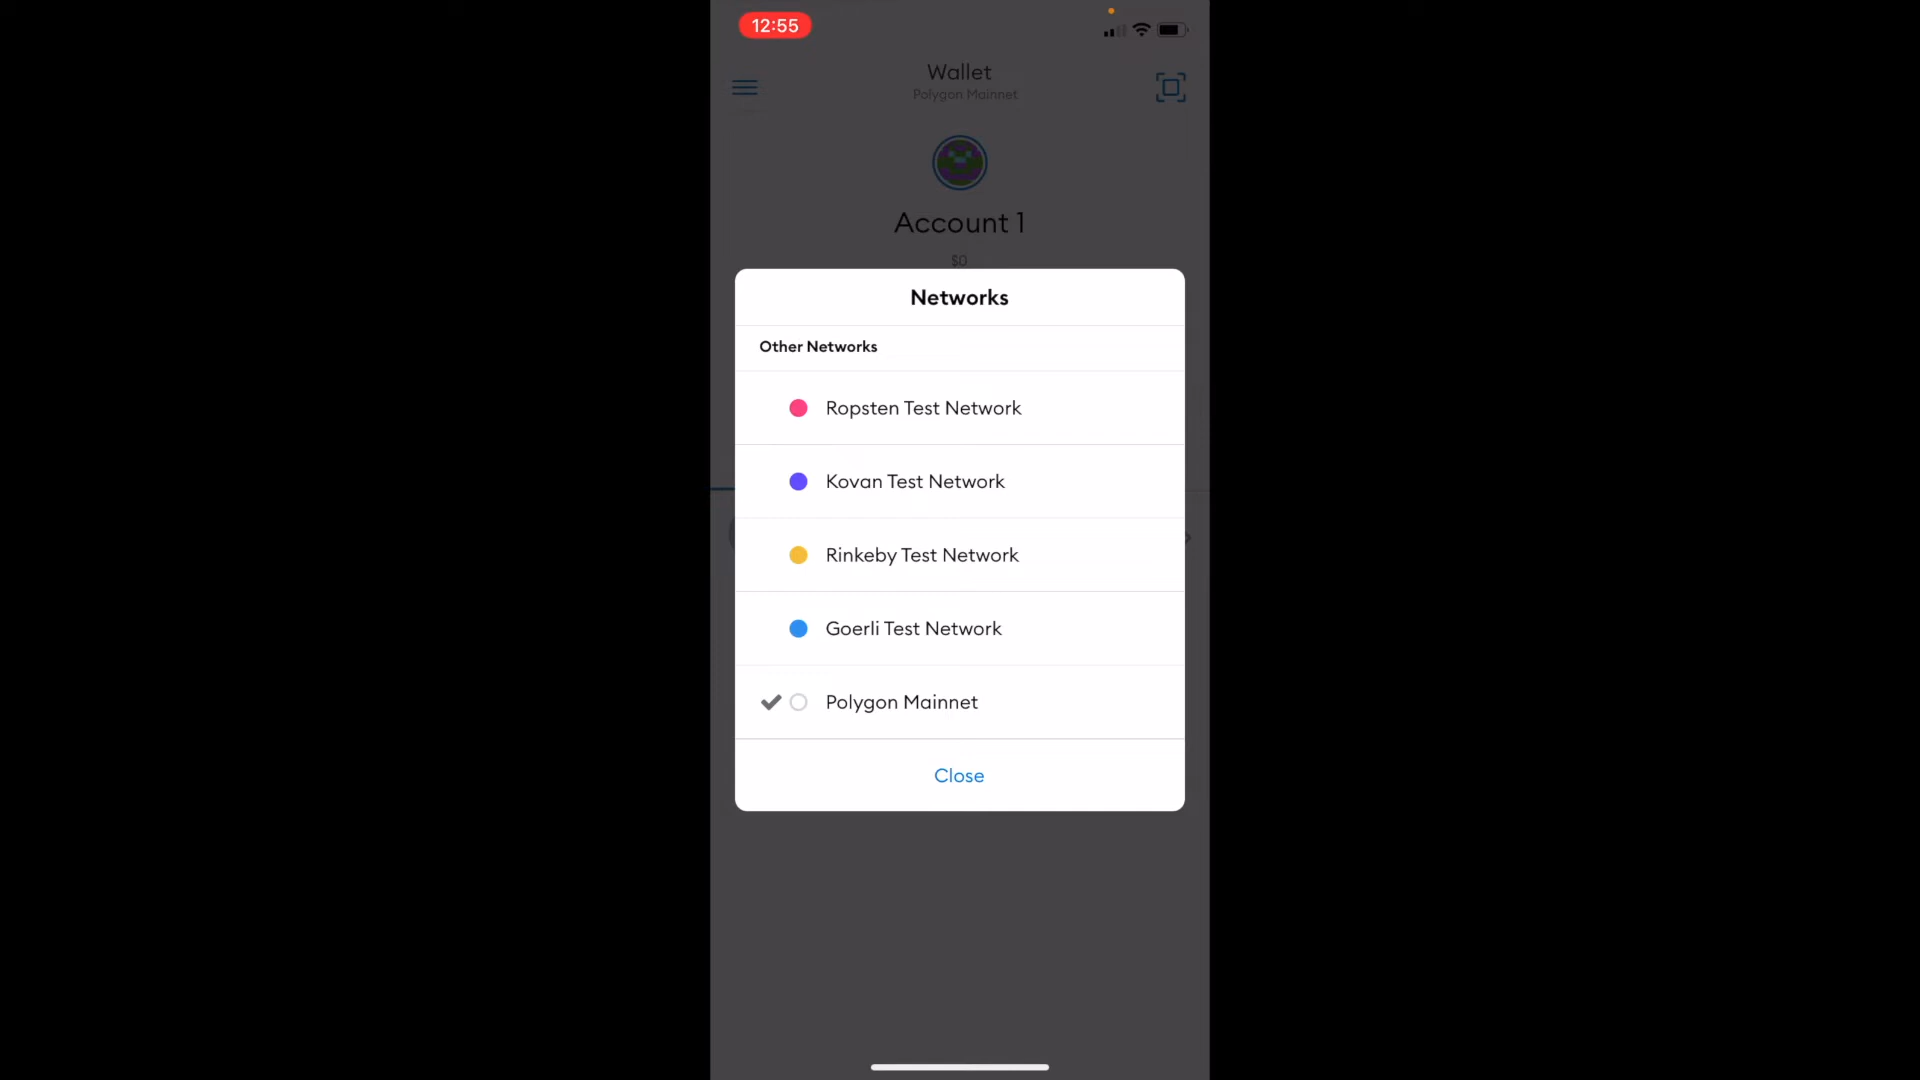 12:55
Wallet
Polygon Mainnet
Account 1
$0
Networks
Other Networks
Ropsten Test Network
Kovan Test Network
Rinkeby Test Network
Goerli Test Network
Polygon Mainnet
Close